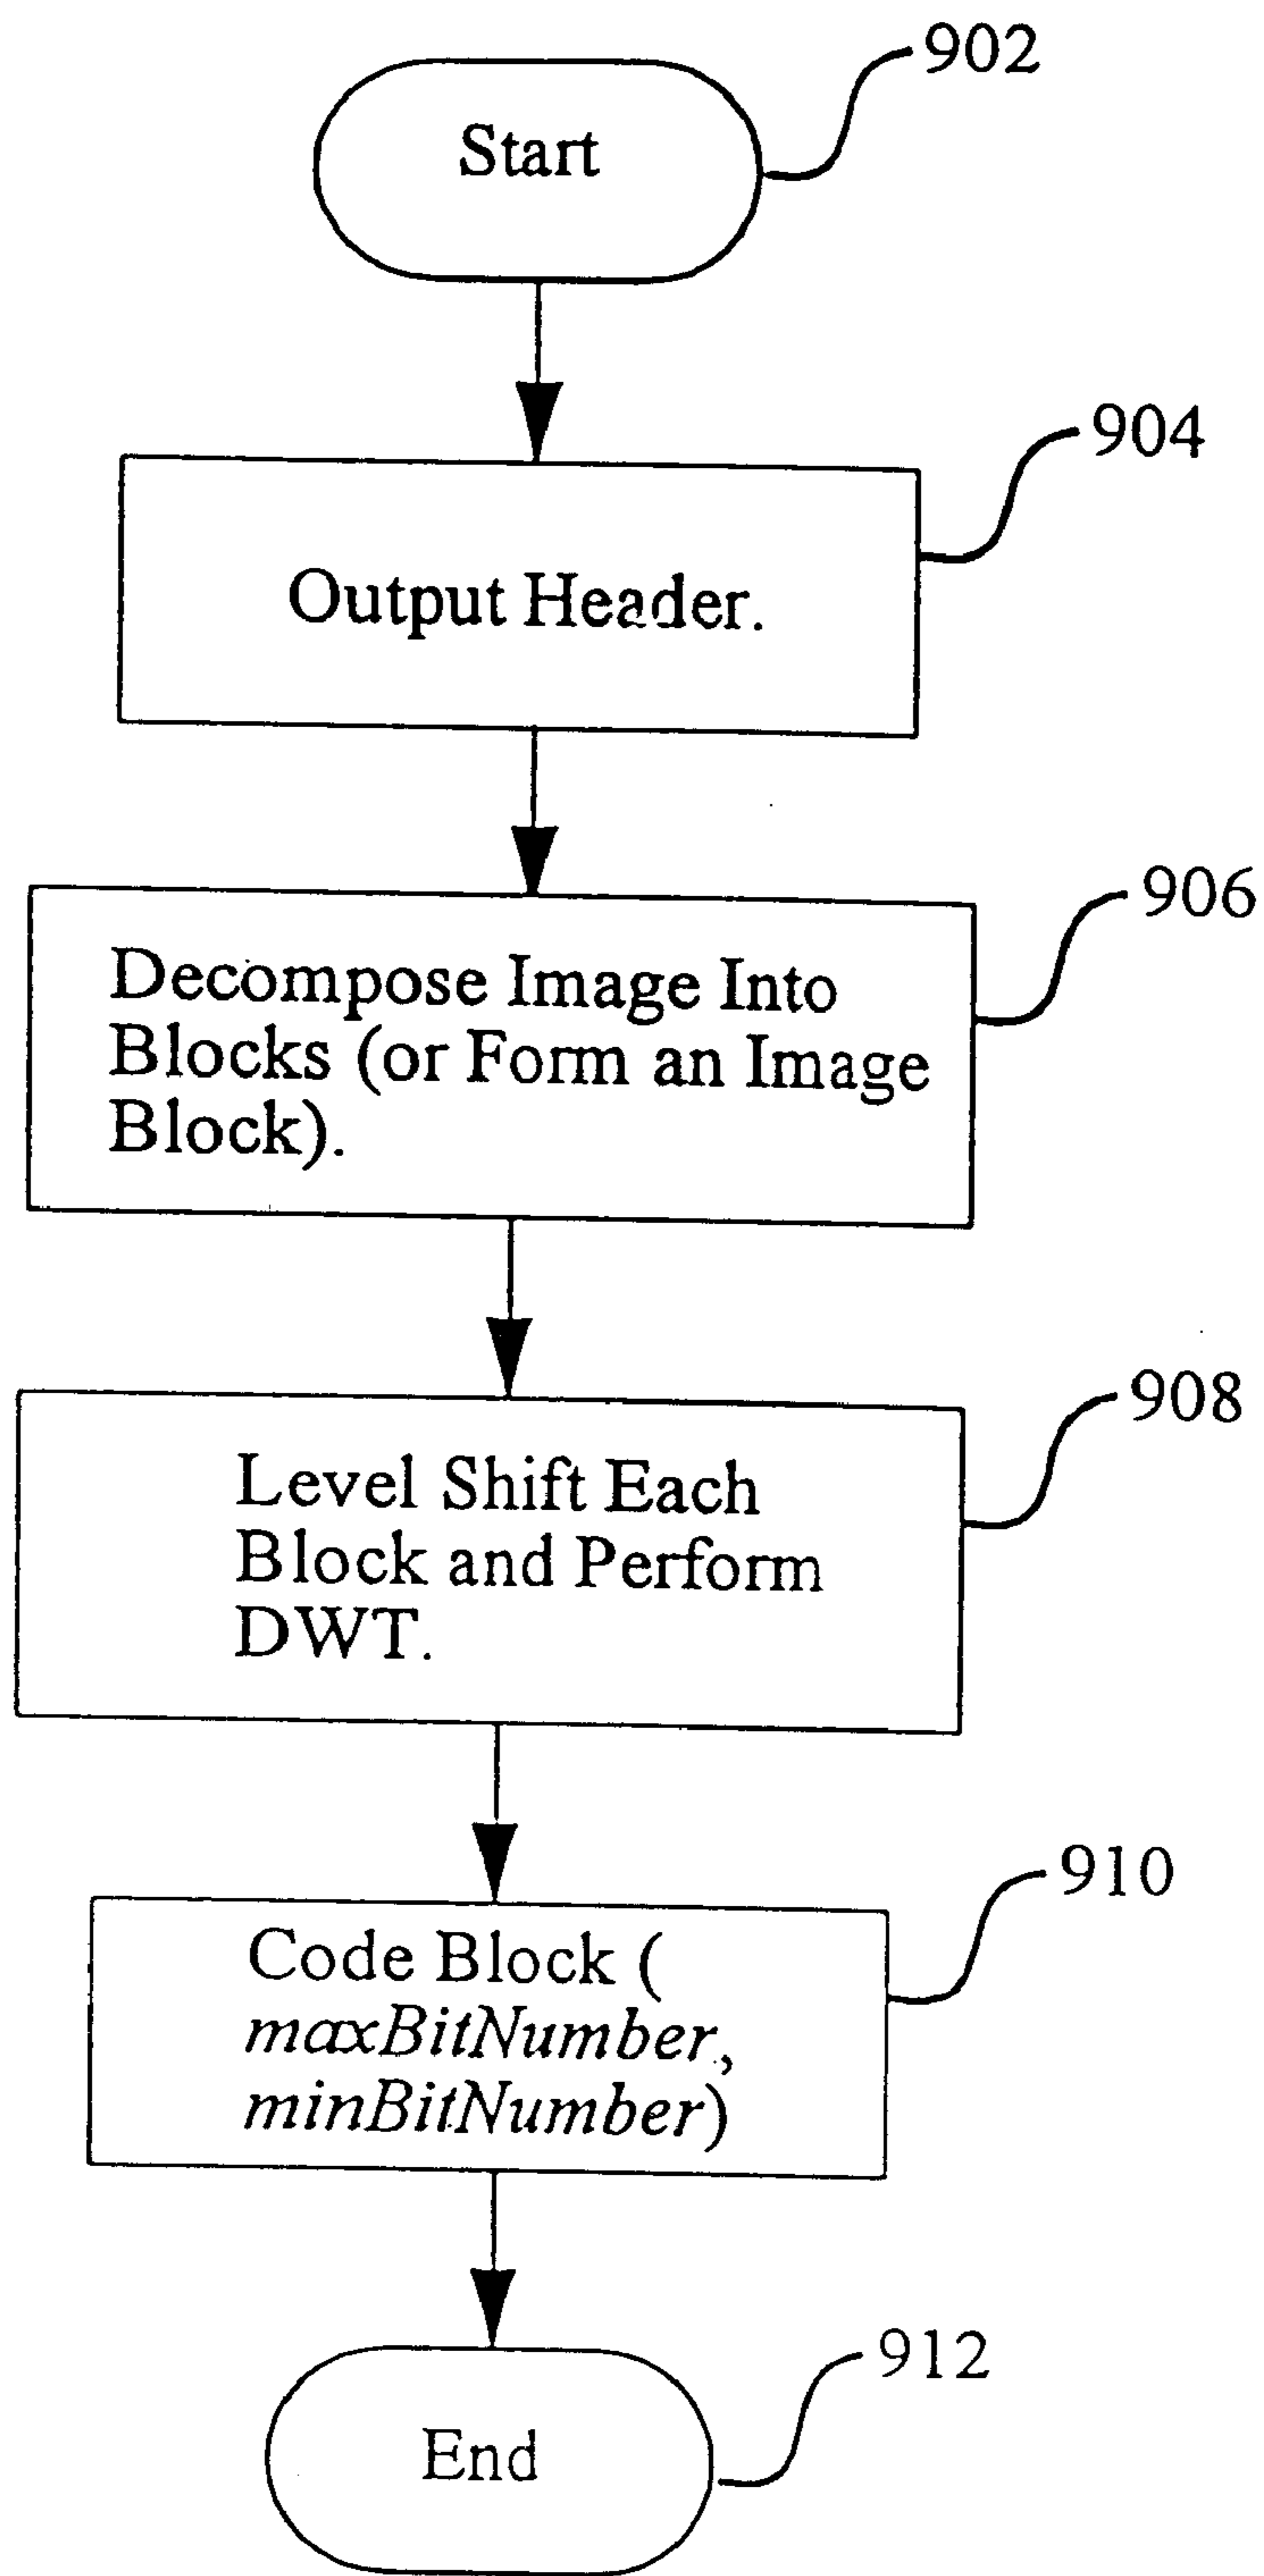 902
Start
904
Output Header.
906
Decompose Image Into
Blocks (or Form an Image
Block).
908
Level Shift Each
Block and Perform
DWT.
910
Code Block (
maxBitNumber,
minBitNumber)
912
End